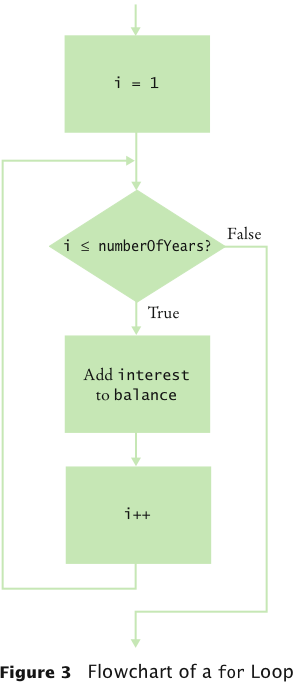 i = 1
i ≤ numberOfYears?
False
True
Add interest
to balance
i++
Figure 3 Flowchart of a for Loop